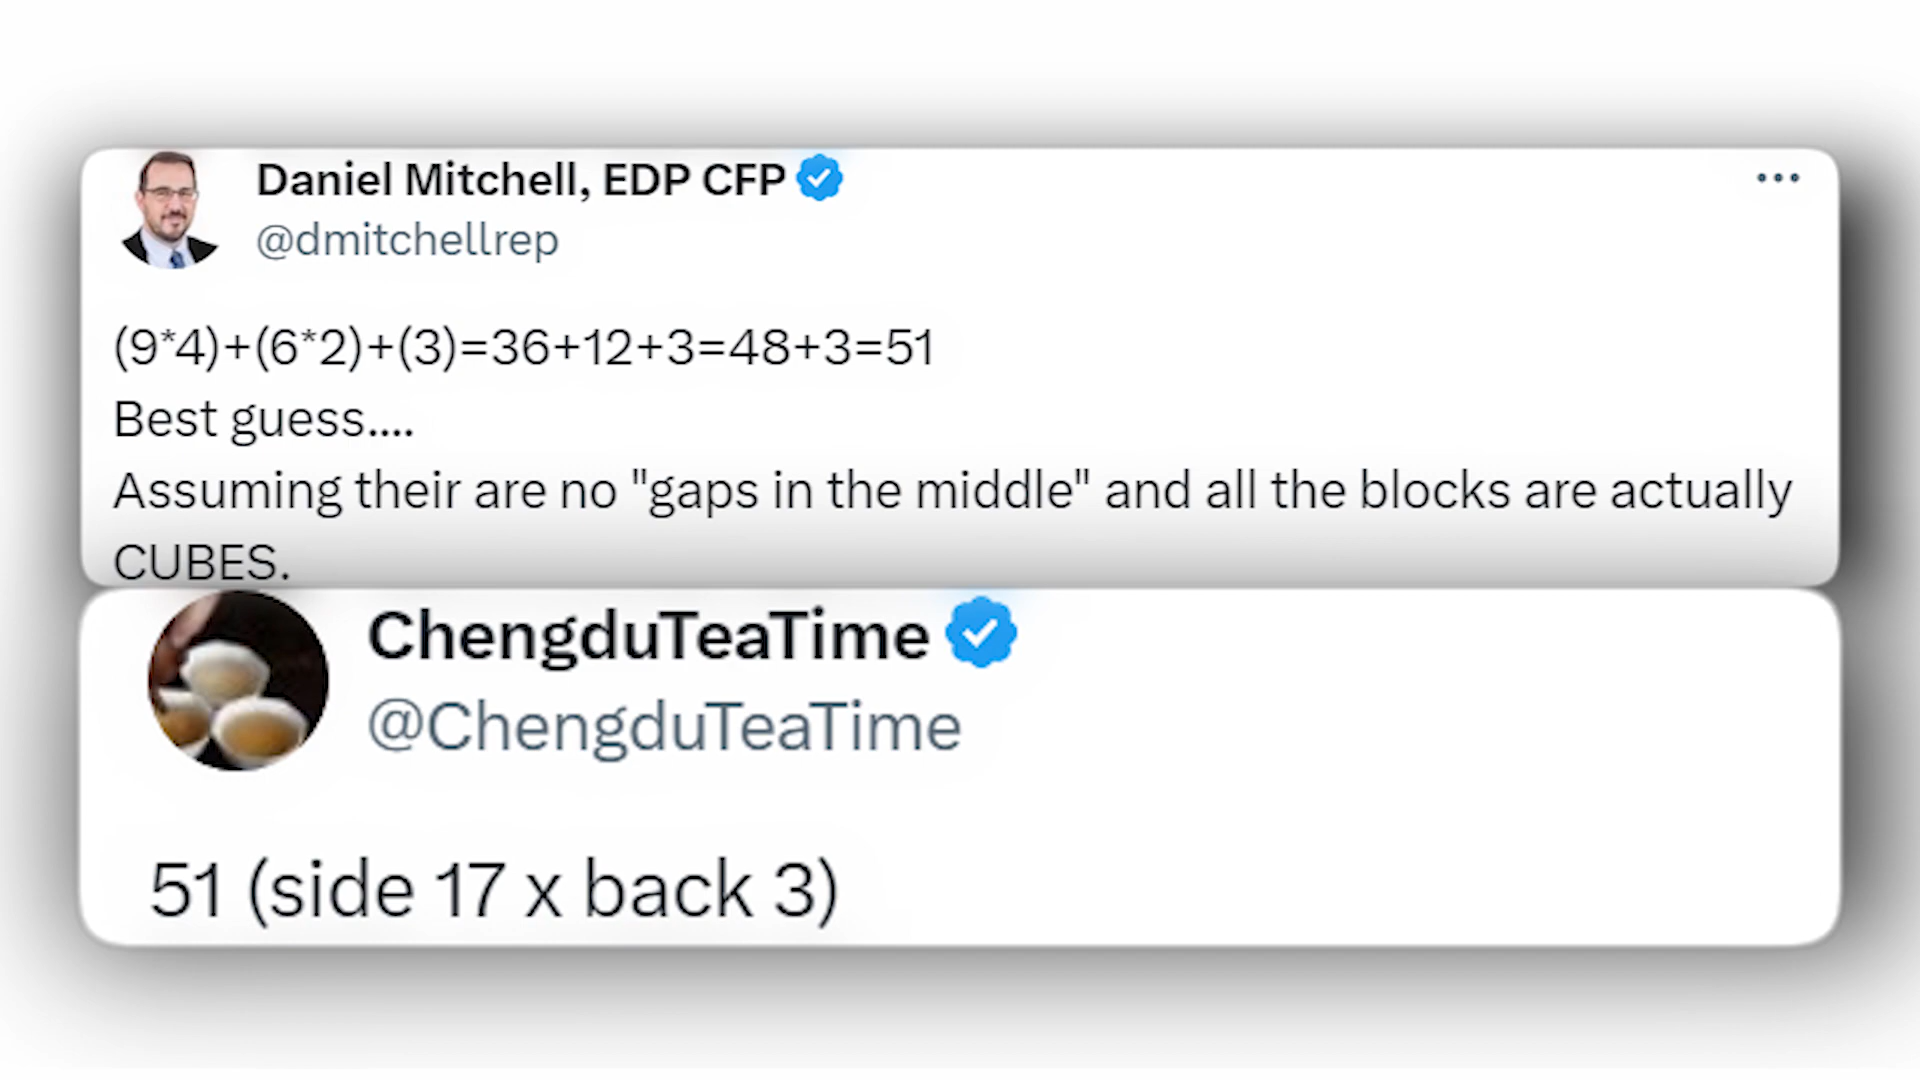 Daniel Mitchell, EDP CFP
@dmitchellrep
(9*4)+(6*2)+(3)=36+12+3=48+3=51
Best guess....
Assuming their are no "gaps in the middle" and all the blocks are actually
CUBES.
ChengduTeaTime
@ChengduTeaTime
51 (side 17 x back 3)